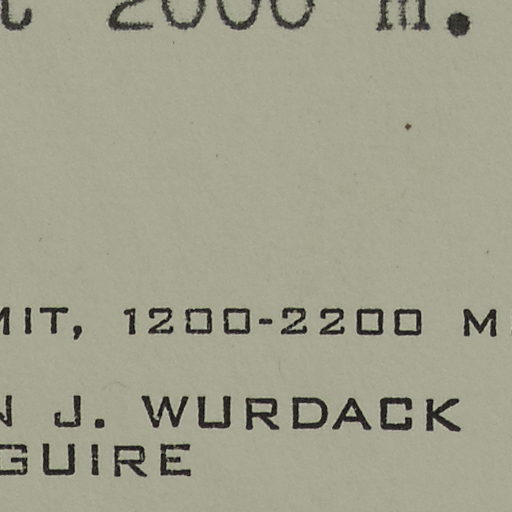 2000 m.
MIT, 1200-2200 M
N J. WURDACK
GUIRE